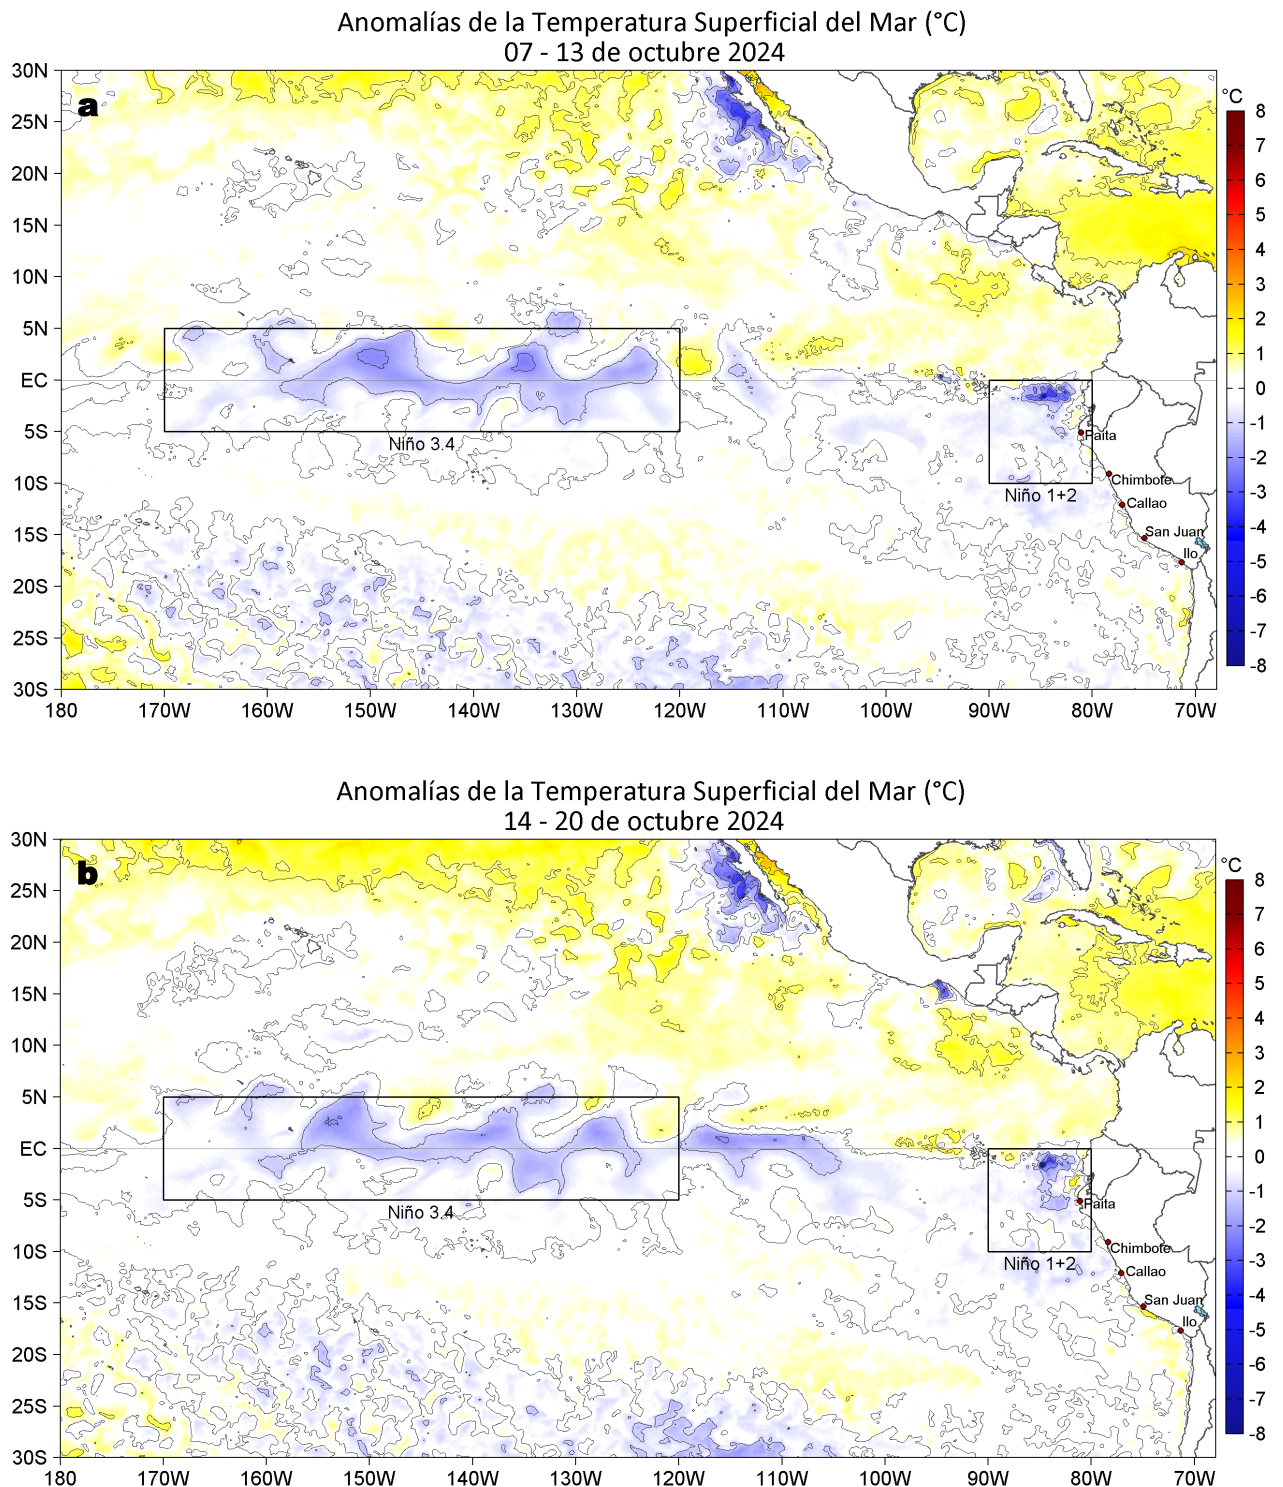 Anomalías de la Temperatura Superficial del Mar (°C)
07 - 13 de octubre 2024
30N
25N
20N
15N
10N
5N
EC
5S
10S
15S
20S
25S
30S
a
Niño 3.4
Niño 1+2
Paita
Chimbote
Callao
San Juan
Ilo
180 170W 160W 150W 140W 130W 120W 110W 100W 90W 80W 70W
°C
8
7
6
5
4
3
2
1
0
-1
-2
-3
-4
-5
-6
-7
-8
Anomalías de la Temperatura Superficial del Mar (°C)
14 - 20 de octubre 2024
30N
25N
20N
15N
10N
5N
EC
5S
10S
15S
20S
25S
30S
b
Niño 3.4
Niño 1+2
Paita
Chimbote
Callao
San Juan
Ilo
180 170W 160W 150W 140W 130W 120W 110W 100W 90W 80W 70W
°C
8
7
6
5
4
3
2
1
0
-1
-2
-3
-4
-5
-6
-7
-8